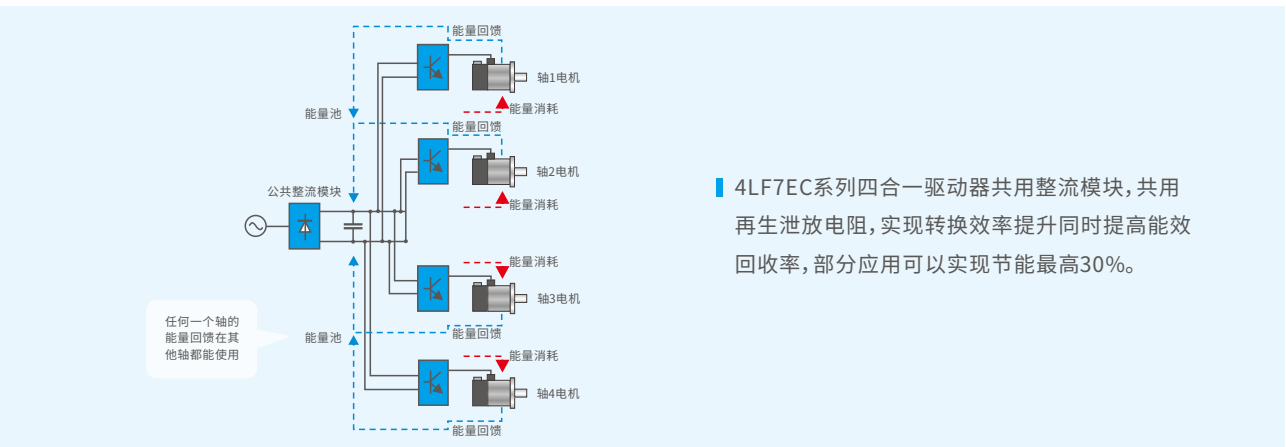 能量回馈
轴1电机
能量池
能量消耗
能量回馈
轴2电机
公共整流模块
能量消耗
能量消耗
轴3电机
任何一个轴的
能量回馈在其
他轴都能使用
能量池
能量回馈
能量消耗
轴4电机
能量回馈
4LF7EC系列四合一驱动器共用整流模块，共用
再生泄放电阻，实现转换效率提升同时提高能效
回收率，部分应用可以实现节能最高30%。